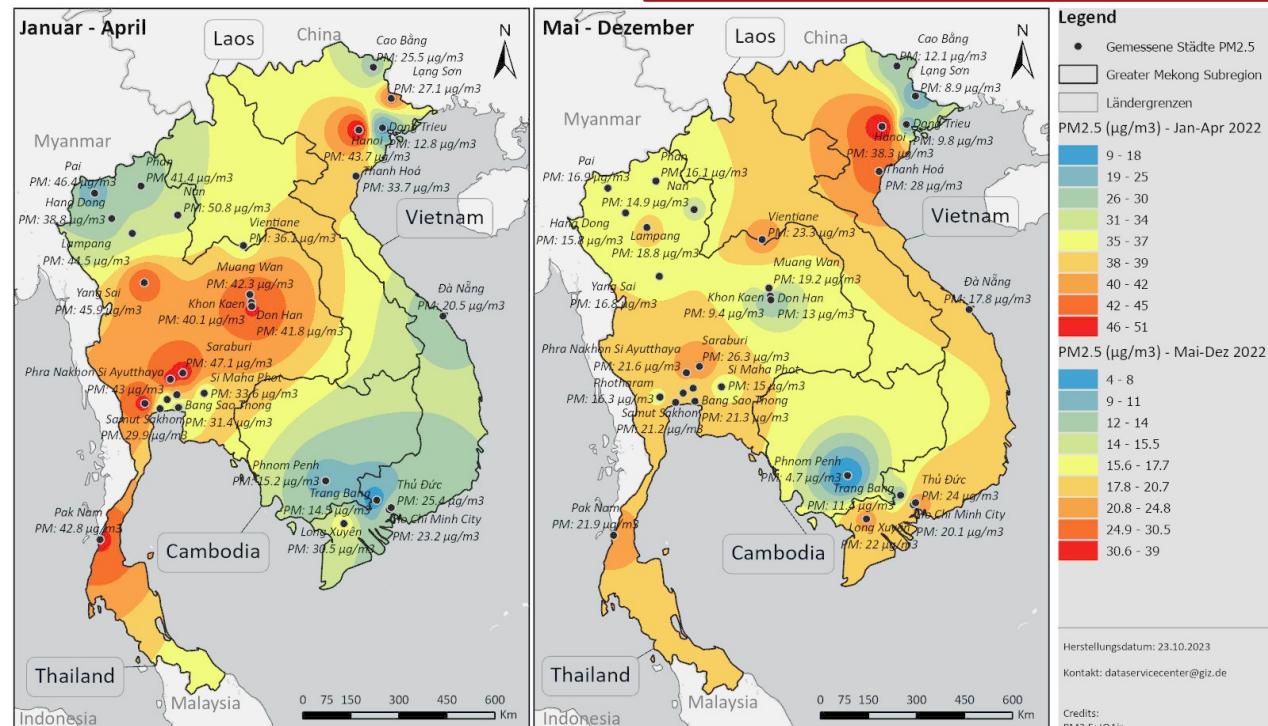 Januar - April
Laos
China
N
Cao Bằng
PM: 25.5 µg/m3
Lạng Sơn
PM: 27.1 µg/m3
Myanmar
Dong Trieu
PM: 12.8 µg/m3
Hanoi
PM: 43.7 µg/m3
Thanh Hoá
PM: 33.7 µg/m3
Pai
PM: 46.4 µg/m3
Phan
PM: 41.4 µg/m3
Hang Dong
PM: 38.8 µg/m3
Nan
PM: 50.8 µg/m3
Lampang
PM: 44.5 µg/m3
Vientiane
PM: 36.1 µg/m3
Vietnam
Muang Wan
PM: 42.3 µg/m3
Yang Sai
PM: 45.9 µg/m3
Khon Kaen
PM: 40.1 µg/m3
Don Han
PM: 41.8 µg/m3
Đà Nẵng
PM: 20.5 µg/m3
Saraburi
PM: 47.1 µg/m3
Phra Nakhon Si Ayutthaya
PM: 43 µg/m3
Si Maha Phot
PM: 33.6 µg/m3
Bang Sao Thong
PM: 31.4 µg/m3
Samut Sakhon
PM: 29.9 µg/m3
Phnom Penh
PM: 15.2 µg/m3
Trang Bang
PM: 14.5 µg/m3
Thủ Đức
PM: 25.4 µg/m3
Ho Chi Minh City
PM: 23.2 µg/m3
Long Xuyên
PM: 30.5 µg/m3
Pak Nam
PM: 42.8 µg/m3
Cambodia
Thailand
Malaysia
Indonesia
0 150 300 450 600
Km
Mai - Dezember
Laos
China
N
Cao Bằng
PM: 12.1 µg/m3
Lạng Sơn
PM: 8.9 µg/m3
Myanmar
Dong Trieu
PM: 9.8 µg/m3
Hanoi
PM: 38.3 µg/m3
Thanh Hoá
PM: 28 µg/m3
Pai
PM: 16.9 µg/m3
Phan
PM: 16.1 µg/m3
Nan
PM: 14.9 µg/m3
Hang Dong
PM: 15.8 µg/m3
Lampang
PM: 18.8 µg/m3
Vientiane
PM: 23.3 µg/m3
Vietnam
Muang Wan
PM: 19.2 µg/m3
Yang Sai
PM: 16.8 µg/m3
Khon Kaen
PM: 9.4 µg/m3
Don Han
PM: 13 µg/m3
Đà Nẵng
PM: 17.8 µg/m3
Saraburi
PM: 26.3 µg/m3
Phra Nakhon Si Ayutthaya
PM: 21.6 µg/m3
Si Maha Phot
PM: 15 µg/m3
Rhotharam
PM: 16.3 µg/m3
Bang Sao Thong
PM: 21.3 µg/m3
Samut Sakhon
PM: 21.2 µg/m3
Phnom Penh
PM: 4.7 µg/m3
Trang Bang
PM: 11.4 µg/m3
Thủ Đức
PM: 24 µg/m3
Ho Chi Minh City
PM: 20.1 µg/m3
Long Xuyên
PM: 22 µg/m3
Pak Nam
PM: 21.9 µg/m3
Cambodia
Thailand
Malaysia
Indonesia
0 150 300 450 600
Km
Legend
Gemessene Städte PM2.5
Greater Mekong Subregion
Ländergrenzen
PM2.5 (µg/m3) - Jan-Apr 2022
9 - 18
19 - 25
26 - 30
31 - 34
35 - 37
38 - 39
40 - 42
42 - 45
46 - 51
PM2.5 (µg/m3) - Mai-Dez 2022
4 - 8
9 - 11
12 - 14
14 - 15.5
15.6 - 17.7
17.8 - 20.7
20.8 - 24.8
24.9 - 30.5
30.6 - 39
Herstellungsdatum: 23.10.2023
Kontakt: dataservicecenter@giz.de
Credits: